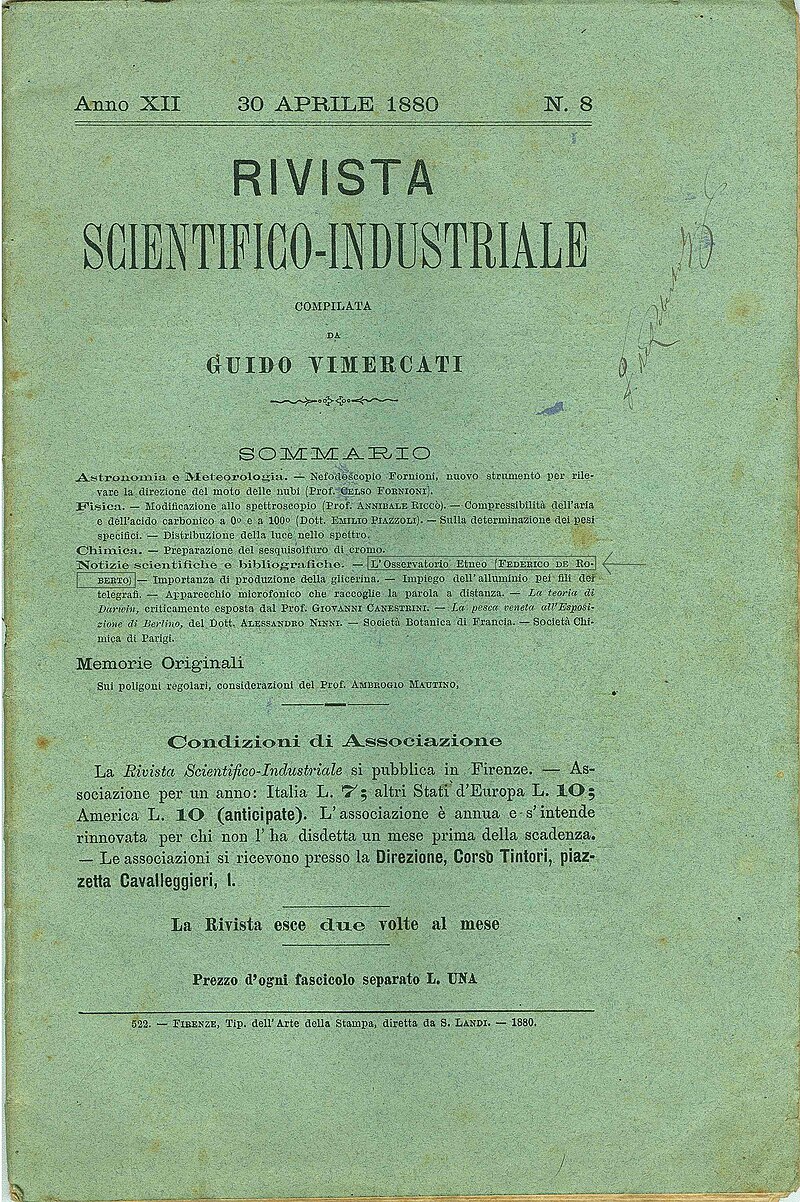 Anno XII 30 APRILE 1880 N. 8
RIVISTA
SCIENTIFICO-INDUSTRIALE
COMPILATA
DA
GUIDO VIMERCATI
SOMMARIO
Astronomia e Meteorologia. — Nefodoscopio Fornioni, nuovo strumento per rile-
vare la direzione del moto delle nubi (Prof. CELSO FORNIONI).
Fisica. — Modificazione allo spettroscopio (Prof. ANNIBALE RICCÒ). — Compressibilità dell'aria
e dell'acido carbonico a 0º e a 100º (Dott. EMILIO PIAZZOLI). — Sulla determinazione dei pesi
specifici. — Distribuzione della luce nello spettro.
Chimica. — Preparazione del sesquisolfuro di cromo.
Notizie scientifiche e bibliografiche. — L'Osservatorio Etneo (FEDERICO DE RO-
BERTO) — Importanza di produzione della glicerina. — Impiego dell'alluminio pei fili dei
telegrafi. — Apparecchio microfonico che raccoglie la parola a distanza. — La teoria di
Darwin, criticamente esposta dal Prof. GIOVANNI CANESTRINI. — La pesca veneta all'Esposi-
zione di Berlino, del Dott. ALESSANDRO NINNI. — Società Botanica di Francia. — Società Chi-
mica di Parigi.
Memorie Originali
Sui poligoni regolari, considerazioni del Prof. AMBROGIO MAUTINO.
Condizioni di Associazione
La Rivista Scientifico-Industriale si pubblica in Firenze. — As-
sociazione per un anno: Italia L. 7; altri Stati d'Europa L. 10;
America L. 10 (anticipate). L'associazione è annua e s'intende
rinnovata per chi non l'ha disdetta un mese prima della scadenza.
— Le associazioni si ricevono presso la Direzione, Corso Tintori, piaz-
zetta Cavalleggieri, I.
La Rivista esce due volte al mese
Prezzo d'ogni fascicolo separato L. UNA
522. — FIRENZE, Tip. dell'Arte della Stampa, diretta da S. LANDI. — 1880.